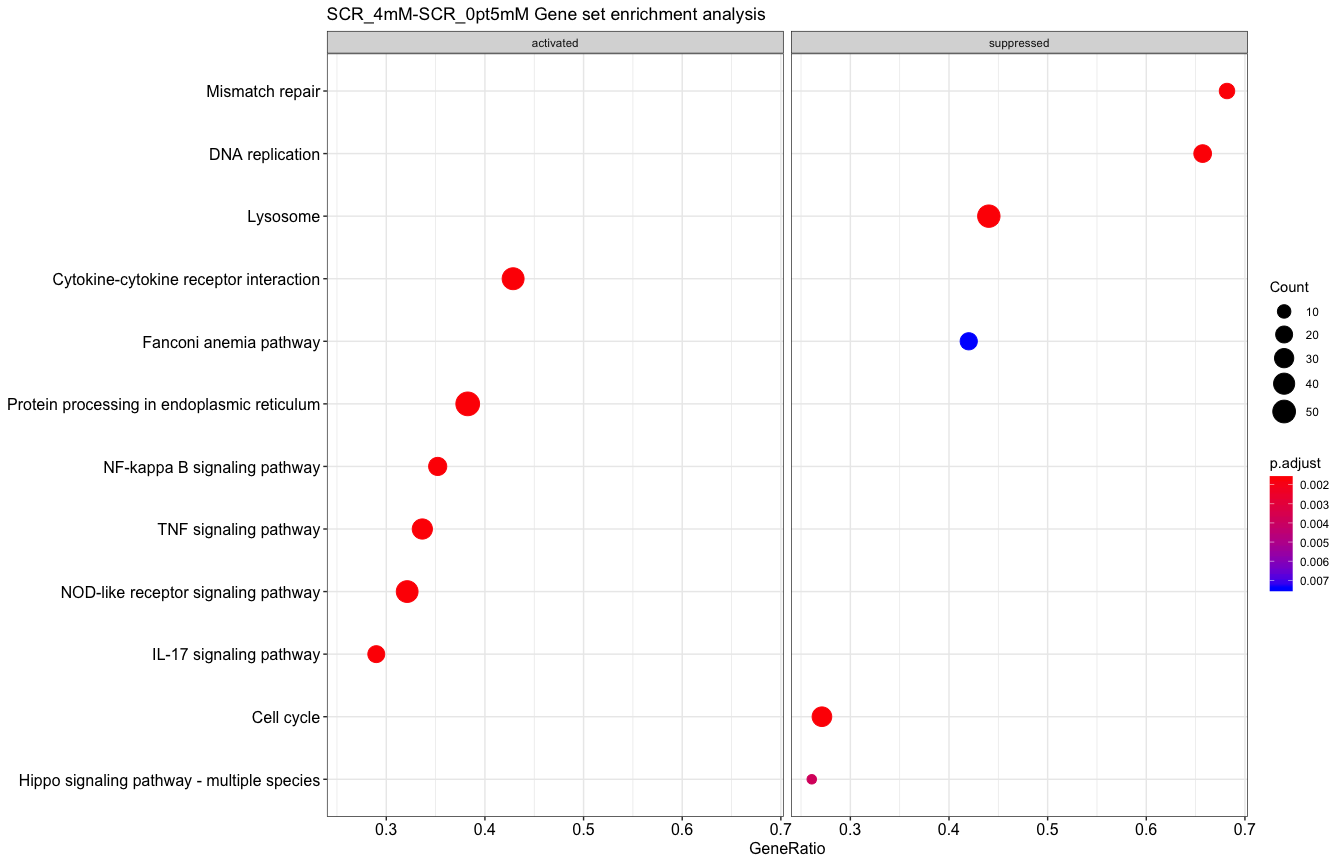 SCR_4mM-SCR_0pt5mM Gene set enrichment analysis
activated
suppressed
Mismatch repair
DNA replication
Lysosome
Cytokine-cytokine receptor interaction
Fanconi anemia pathway
Protein processing in endoplasmic reticulum
NF-kappa B signaling pathway
TNF signaling pathway
NOD-like receptor signaling pathway
IL-17 signaling pathway
Cell cycle
Hippo signaling pathway - multiple species
0.3 0.4 0.5 0.6 0.7
0.3 0.4 0.5 0.6 0.7
GeneRatio
Count
10
20
30
40
50
p.adjust
0.002
0.003
0.004
0.005
0.006
0.007